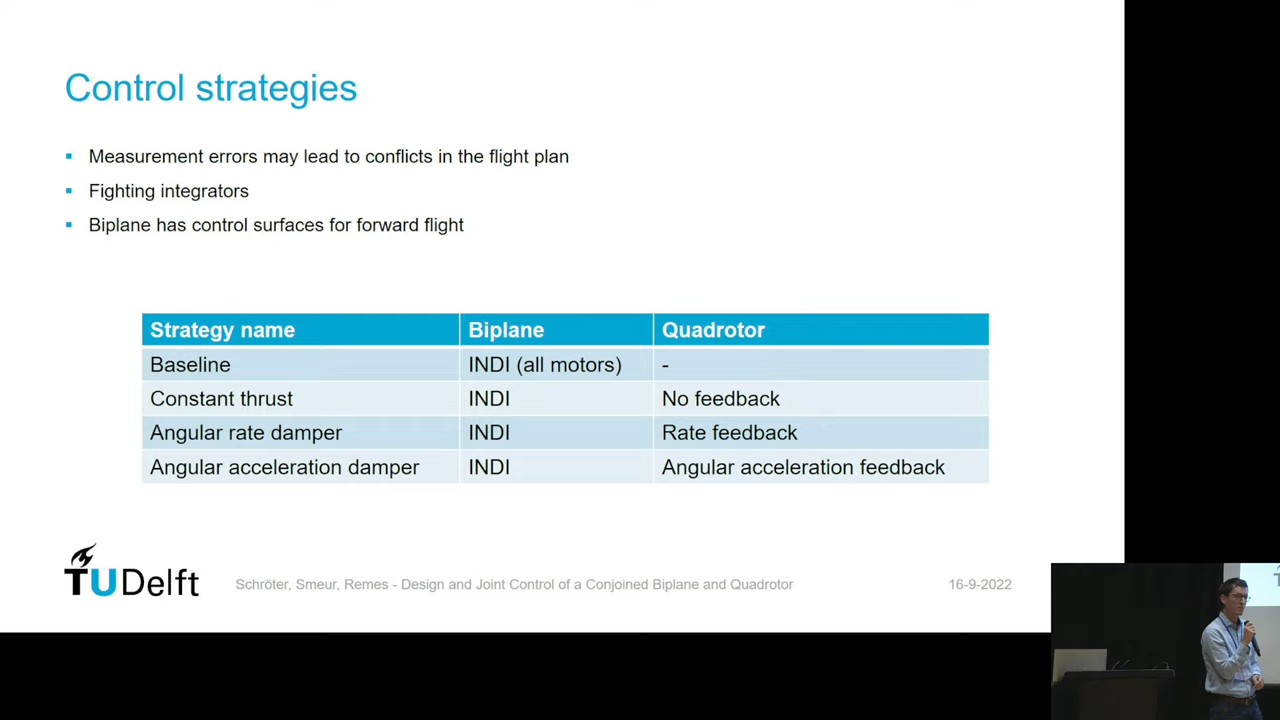 Control strategies
Measurement errors may lead to conflicts in the flight plan
Fighting integrators
Biplane has control surfaces for forward flight
Strategy name Biplane Quadrotor
Baseline INDI (all motors) -
Constant thrust INDI No feedback
Angular rate damper INDI Rate feedback
Angular acceleration damper INDI Angular acceleration feedback
TUDelft Schröter, Smeur, Remes - Design and Joint Control of a Conjoined Biplane and Quadrotor 16-9-2022